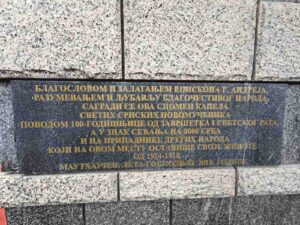 БЛАГОСЛОВОМ И ЗАЛАГАЊЕМ ЕПИСКОПА Г. АНДРЕЈА
РАЗУМЕВАЊЕМ И ЉУБАВЉУ БЛАГОЧЕСТИВОГ НАРОДА
САГРАДИ СЕ ОВА СПОМЕН КАПЕЛА
СВЕТИХ СРПСКИХ НОВОМУЧЕНИКА
ПОВОДОМ 100-ГОДИШЊИЦЕ ОД ЗАВРШЕТКА I СВЕТСКОГ РАТА,
А У ЗНАК СЕЋАЊА НА 8000 СРБА
И НА ПРИПАДНИКЕ ДРУГИХ НАРОДА
КОЈИ НА ОВОМ МЕСТУ ОСТАВИШЕ СВОЈЕ ЖИВОТЕ
ОД 1914-1918.
МАУТХАУЗЕН, ЛЕТА ГОСПОДЊЕГ 2018. ГОДИНЕ